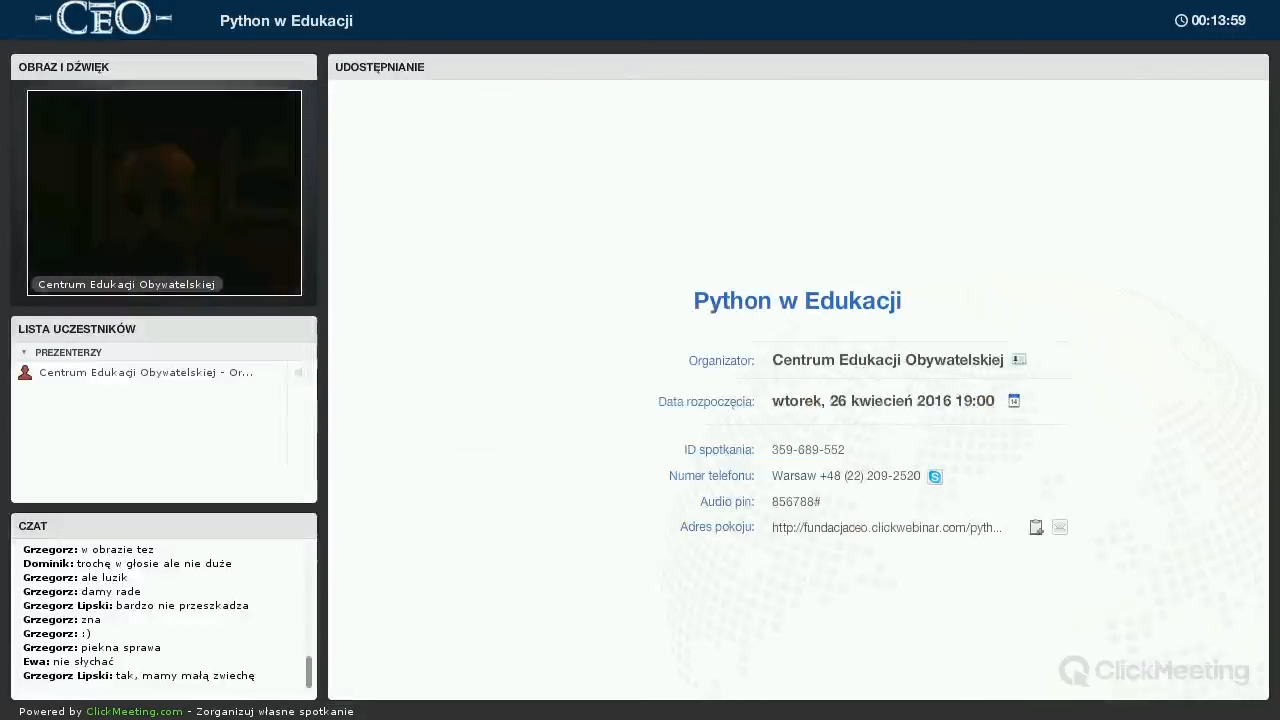 CEO
Python w Edukacji
00:13:59
OBRAZ I DŹWIĘK
Centrum Edukacji Obywatelskiej
LISTA UCZESTNIKÓW
PREZENTERZY
Centrum Edukacji Obywatelskiej - Or...
CZAT
Grzegorz: w obrazie tez
Dominik: trochę w głosie ale nie duże
Grzegorz: ale luzik
Grzegorz: damy rade
Grzegorz Lipski: bardzo nie przeszkadza
Grzegorz: zna
Grzegorz: :)
Grzegorz: piekna sprawa
Ewa: nie słychać
Grzegorz Lipski: tak, mamy małą zwiechę
UDOSTĘPNIANIE
Python w Edukacji
Organizator: Centrum Edukacji Obywatelskiej
Data rozpoczęcia: wtorek, 26 kwiecień 2016 19:00
ID spotkania: 359-689-552
Numer telefonu: Warsaw +48 (22) 209-2520
Audio pin: 856788#
Adres pokoju: http://fundacjaceo.clickwebinar.com/pyth...
ClickMeeting
Powered by ClickMeeting.com - Zorganizuj własne spotkanie